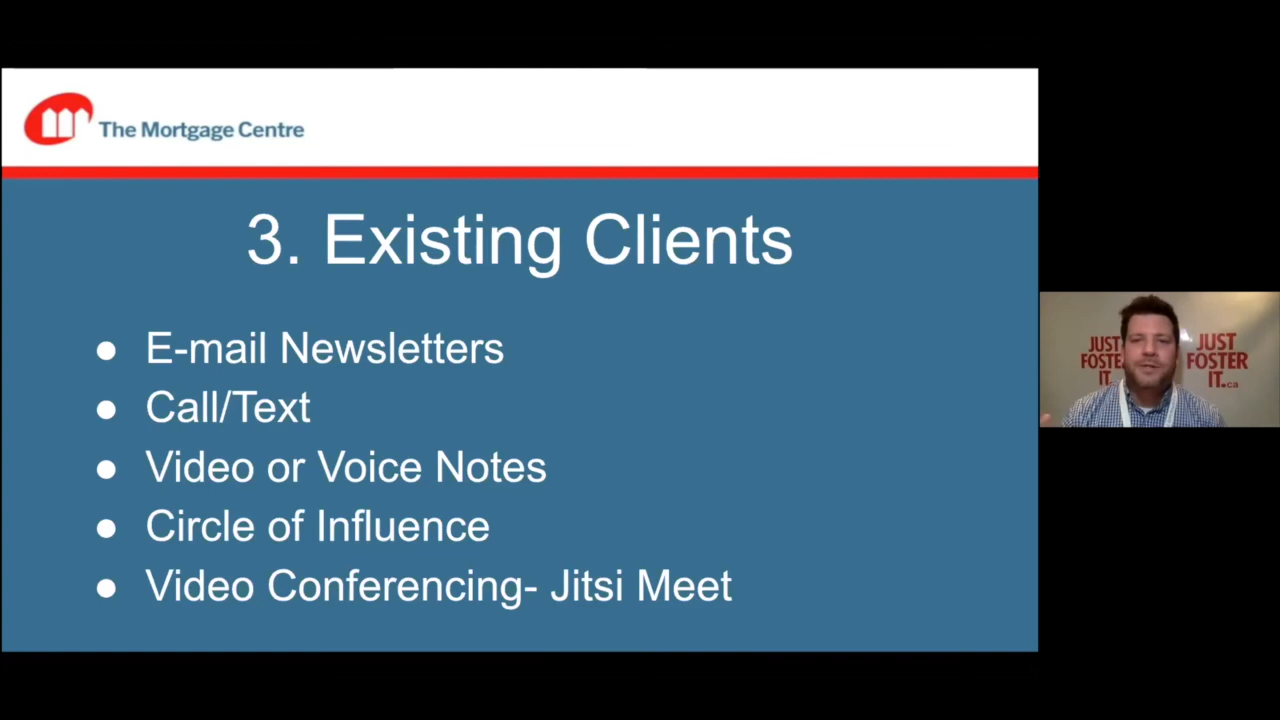 The Mortgage Centre
3. Existing Clients
● E-mail Newsletters
● Call/Text
● Video or Voice Notes
● Circle of Influence
● Video Conferencing- Jitsi Meet
JUST
FOSTE
IT.
JUST
FOSTER
IT.ca